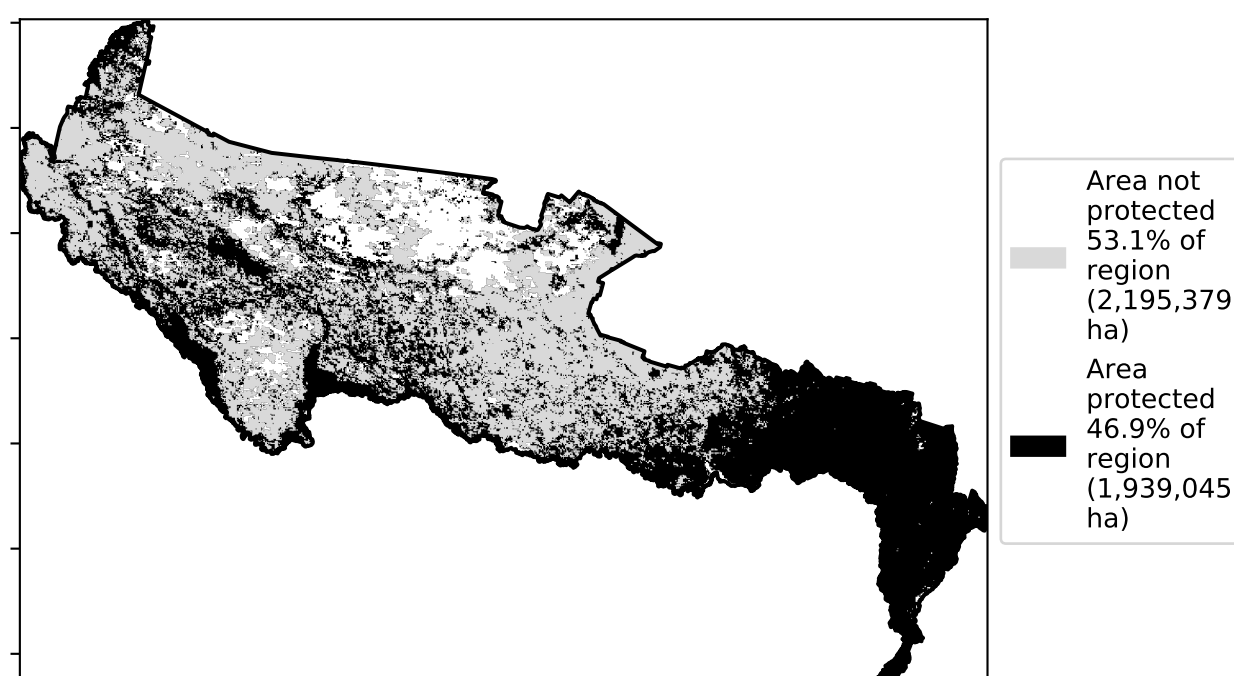 Area not
protected
53.1% of
region
(2,195,379
ha)
Area
protected
46.9% of
region
(1,939,045
ha)